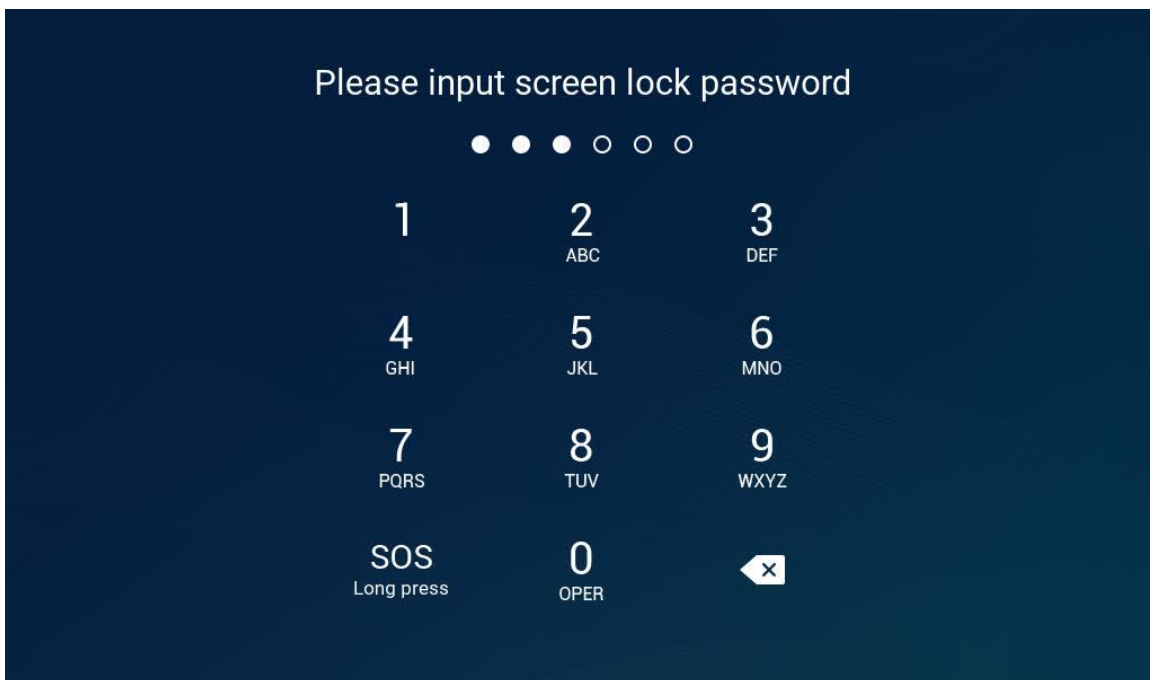 Please input screen lock password
1 2 3
ABC DEF
4 5 6
GHI JKL MNO
7 8 9
PQRS TUV WXYZ
SOS 0
Long press OPER